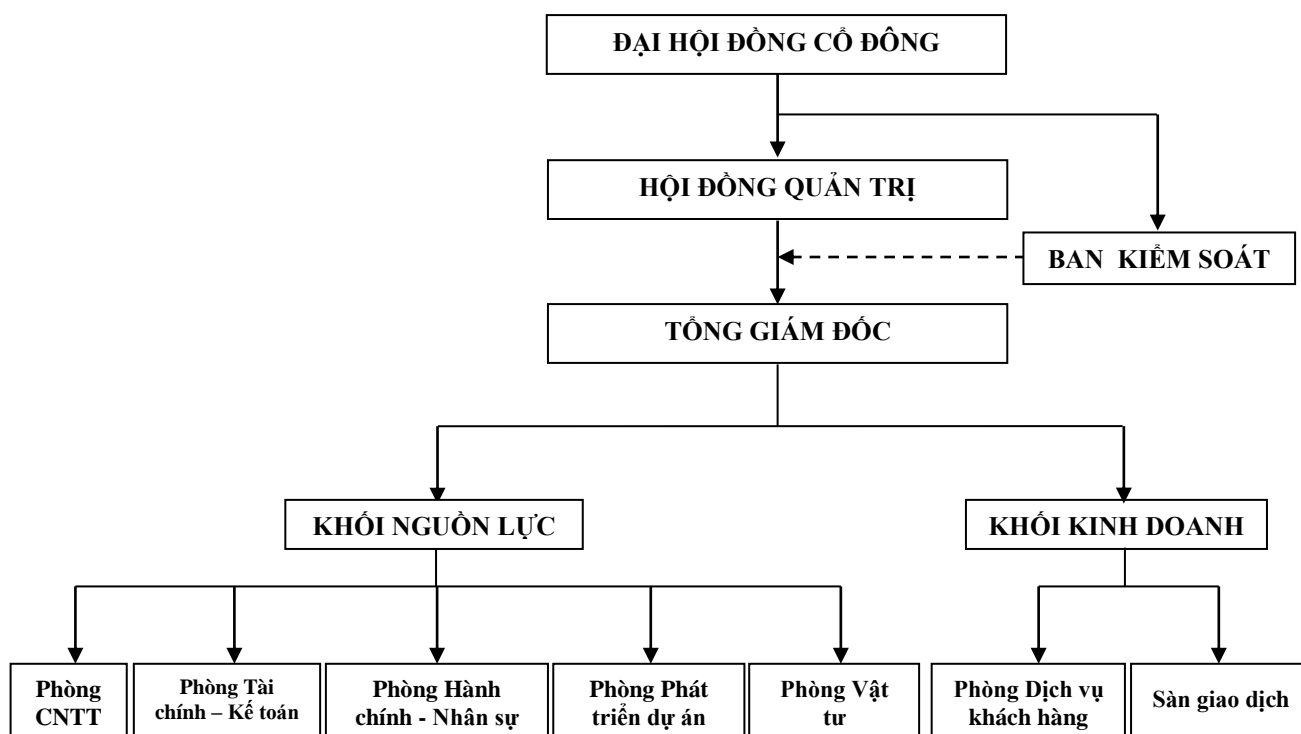 ĐẠI HỘI ĐỒNG CỔ ĐÔNG
HỘI ĐỒNG QUẢN TRỊ
BAN KIỂM SOÁT
TỔNG GIÁM ĐỐC
KHỐI NGUỒN LỰC
KHỐI KINH DOANH
Phòng
CNTT
Phòng Tài
chính – Kế toán
Phòng Hành
chính - Nhân sự
Phòng Phát
triển dự án
Phòng Vật
tư
Phòng Dịch vụ
khách hàng
Sàn giao dịch